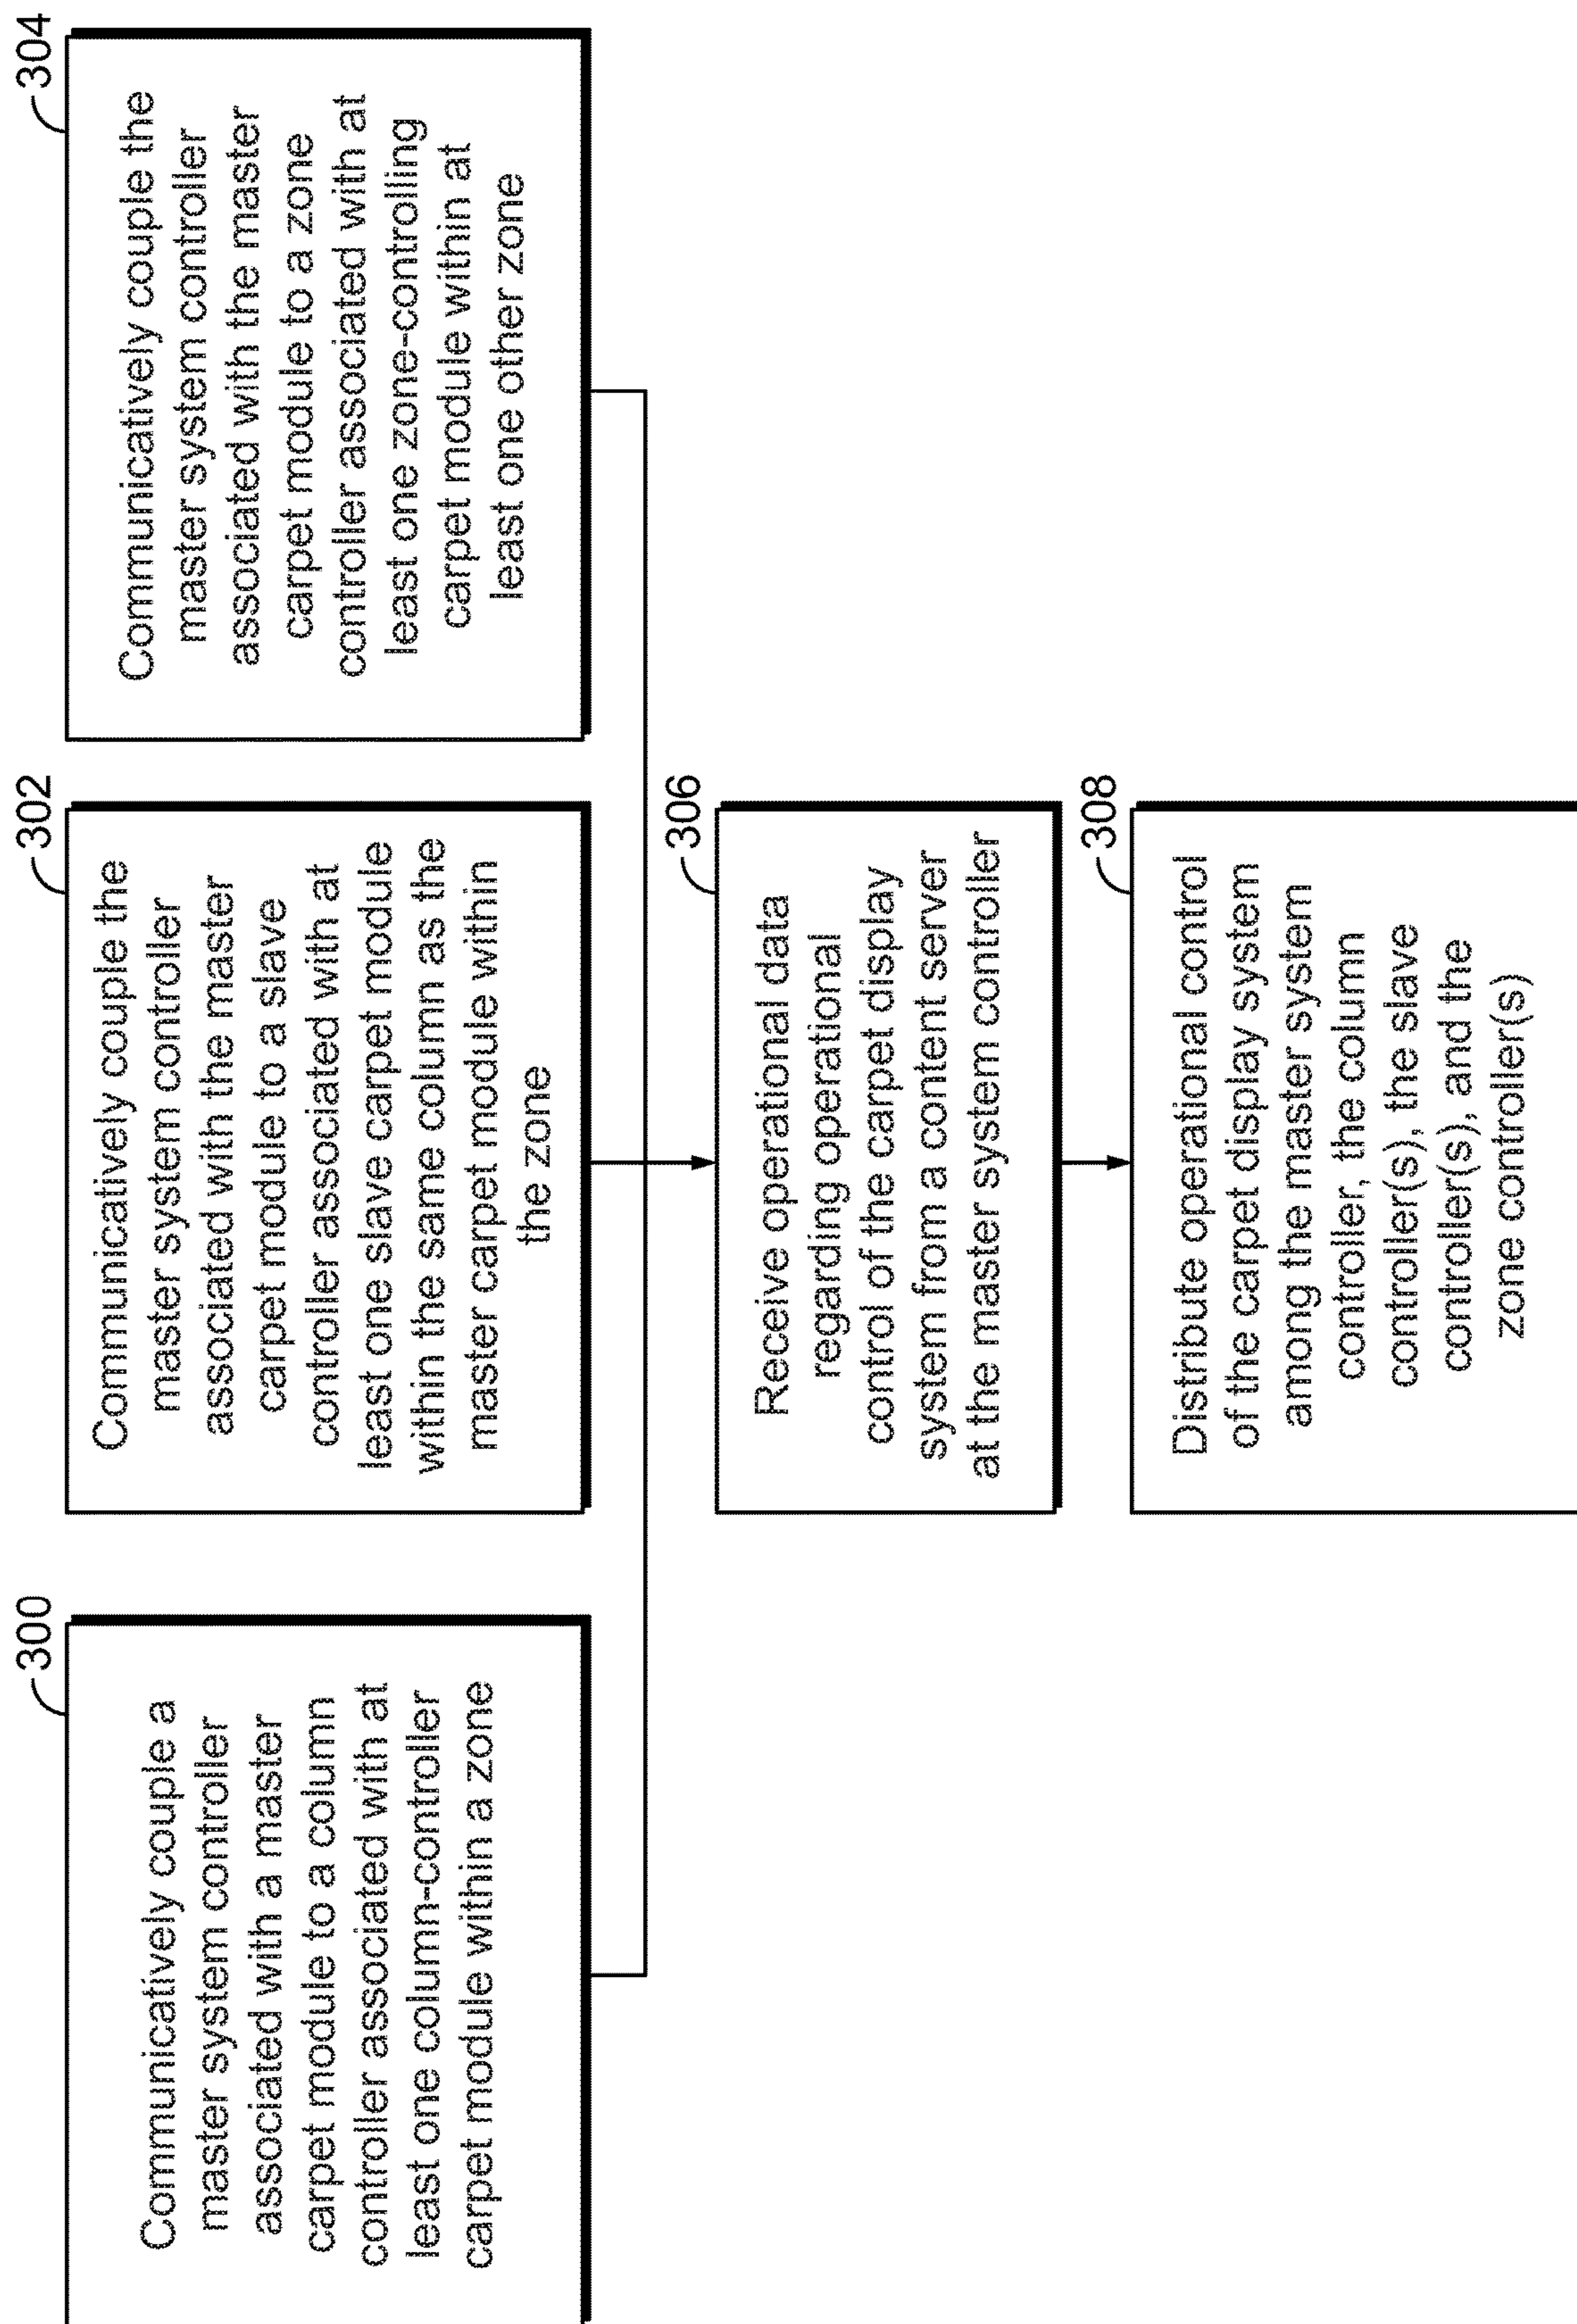 300
Communicatively couple a
master system controller
associated with a master
carpet module to a column
controller associated with at
least one column-controller
carpet module within a zone
302
Communicatively couple the
master system controller
associated with the master
carpet module to a slave
controller associated with at
least one slave carpet module
within the same column as the
master carpet module within
the zone
304
Communicatively couple the
master system controller
associated with the master
carpet module to a zone
controller associated with at
least one zone-controlling
carpet module within at
least one other zone
306
Receive operational data
regarding operational
control of the carpet display
system from a content server
at the master system controller
308
Distribute operational control
of the carpet display system
among the master system
controller, the column
controller(s), the slave
controller(s), and the
zone controller(s)